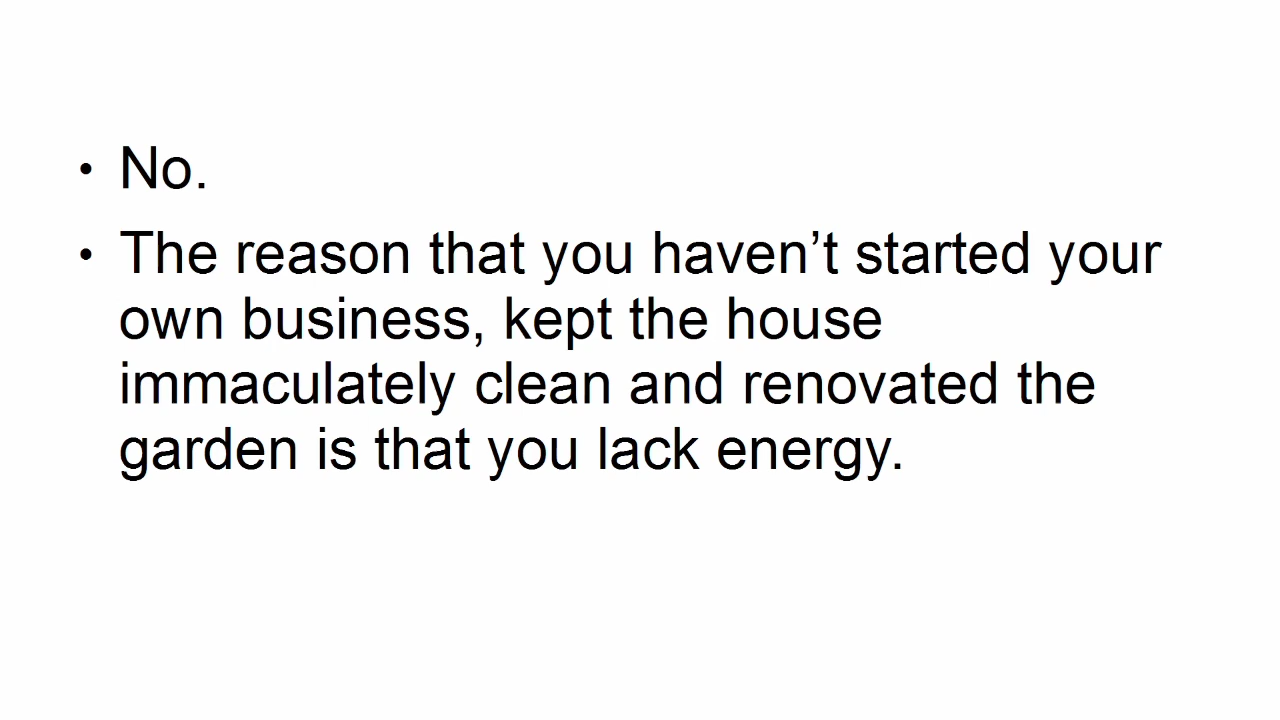 • No.
• The reason that you haven’t started your
own business, kept the house
immaculately clean and renovated the
garden is that you lack energy.